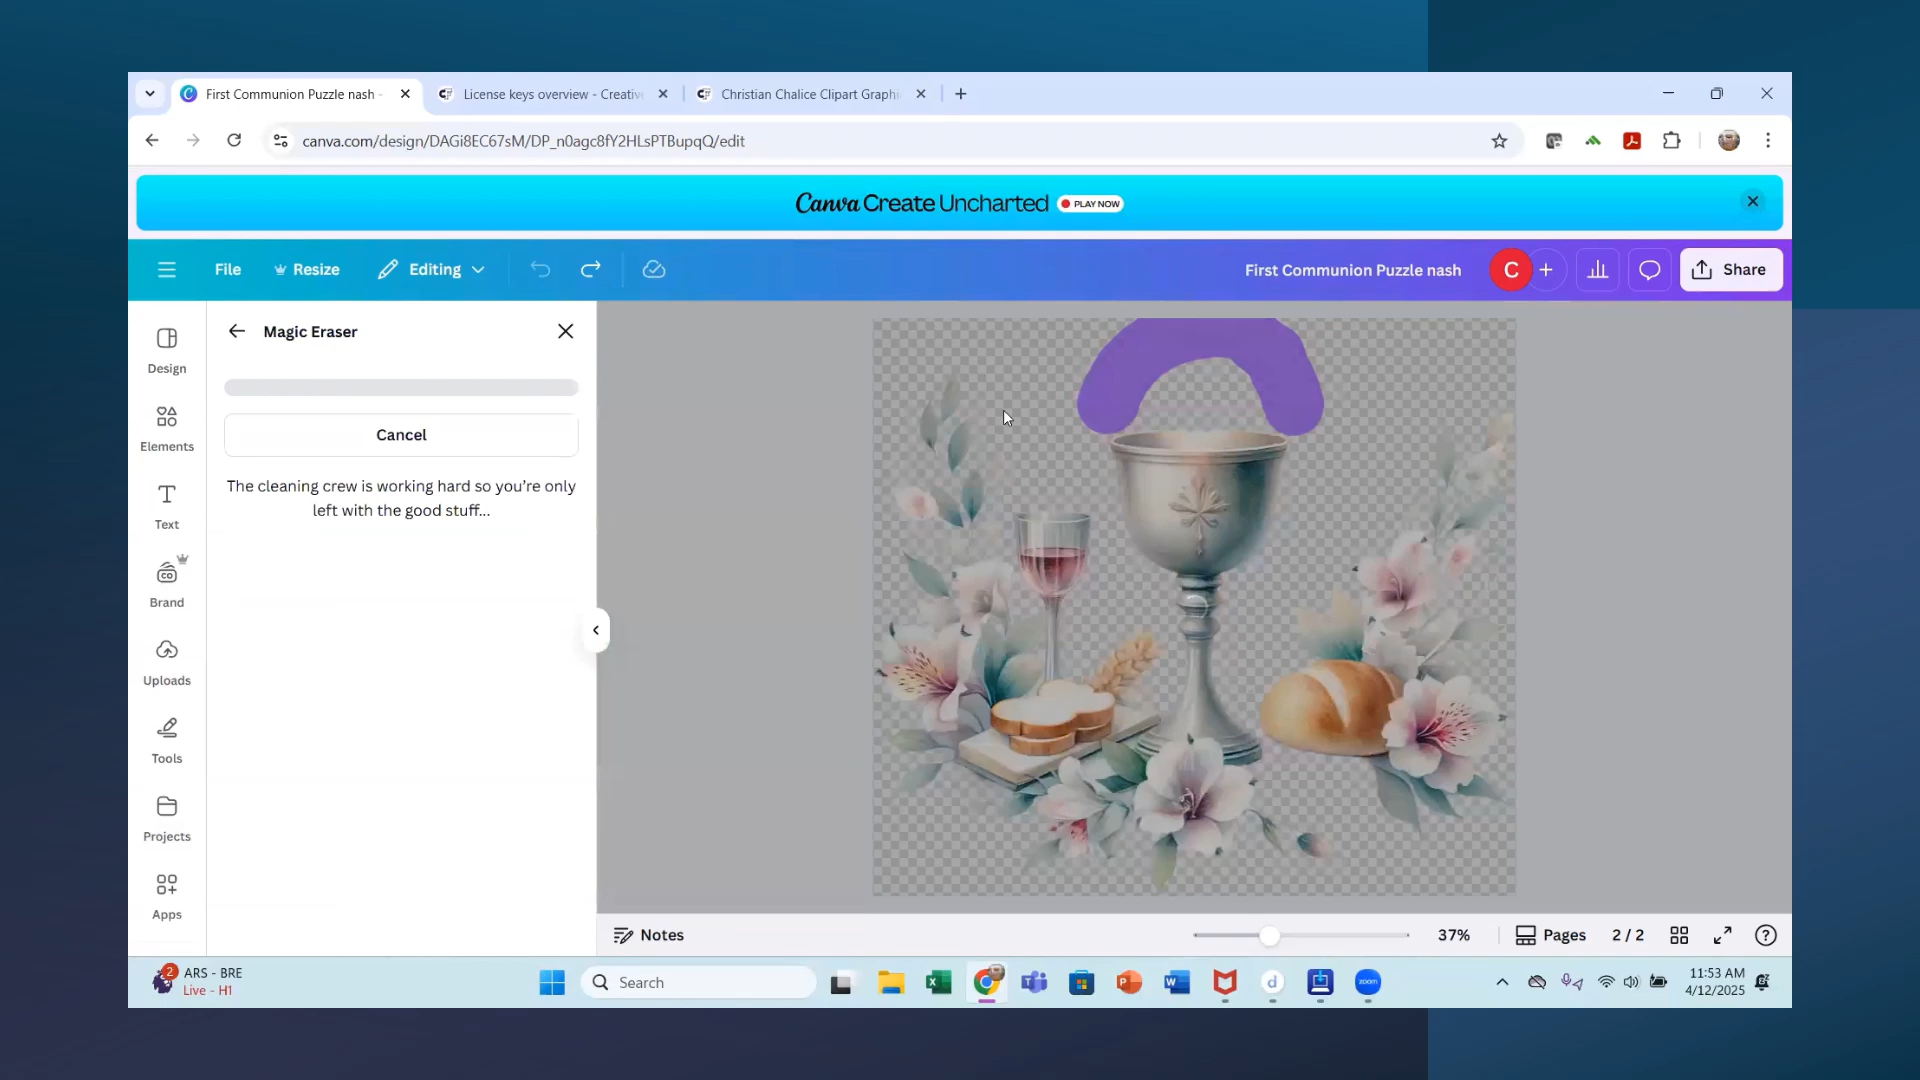 First Communion Puzzle nash -
License keys overview - Creative
Christian Chalice Clipart Graphi
canva.com/design/DAGi8EC67sM/DP_n0agc8fY2HLsPTBupqQ/edit
Canva Create Uncharted PLAY NOW
File
Resize
Editing
First Communion Puzzle nash
C
Share
Design
Elements
Text
Brand
Uploads
Tools
Projects
Apps
Magic Eraser
Cancel
The cleaning crew is working hard so you're only
left with the good stuff...
Notes
37%
Pages
2 / 2
2
ARS - BRE
Live - H1
Search
zoom
11:53 AM
4/12/2025